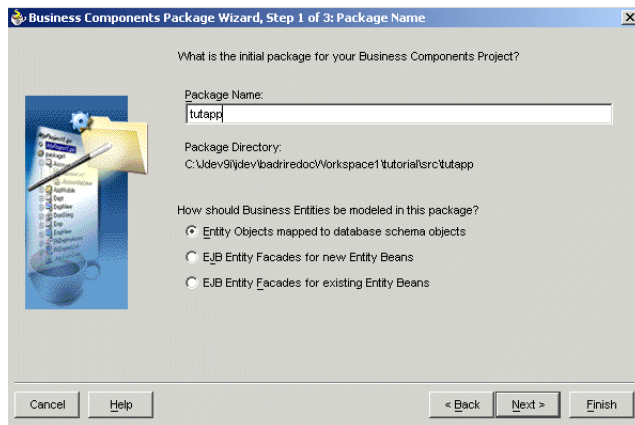 Business Components Package Wizard, Step 1 of 3: Package Name
What is the initial package for your Business Components Project?
Package Name:
tutapp
Package Directory:
C:\Jdev9i\jdev\badriredocWorkspace1\tutorial\src\tutapp
How should Business Entities be modeled in this package?
Entity Objects mapped to database schema objects
EJB Entity Facades for new Entity Beans
EJB Entity Facades for existing Entity Beans
Cancel Help < Back Next > Finish